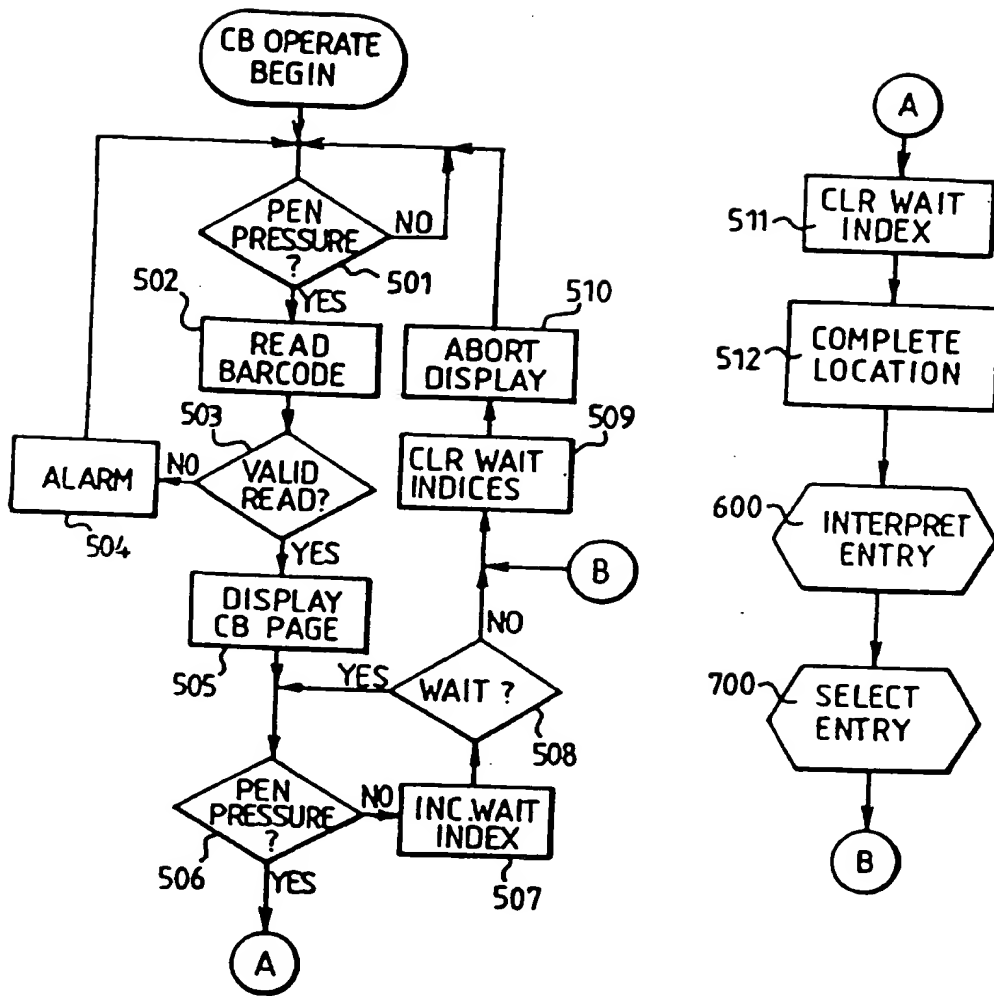 CB OPERATE
BEGIN
PEN
PRESSURE
?
NO
501
YES
502
READ
BARCODE
503
VALID
READ?
NO
ALARM
504
YES
DISPLAY
CB PAGE
505
PEN
PRESSURE
?
506
NO
YES
A
INC.WAIT
INDEX
507
WAIT ?
508
YES
NO
B
CLR WAIT
INDICES
509
ABORT
DISPLAY
510
A
CLR WAIT
INDEX
511
COMPLETE
LOCATION
512
600
INTERPRET
ENTRY
700
SELECT
ENTRY
B